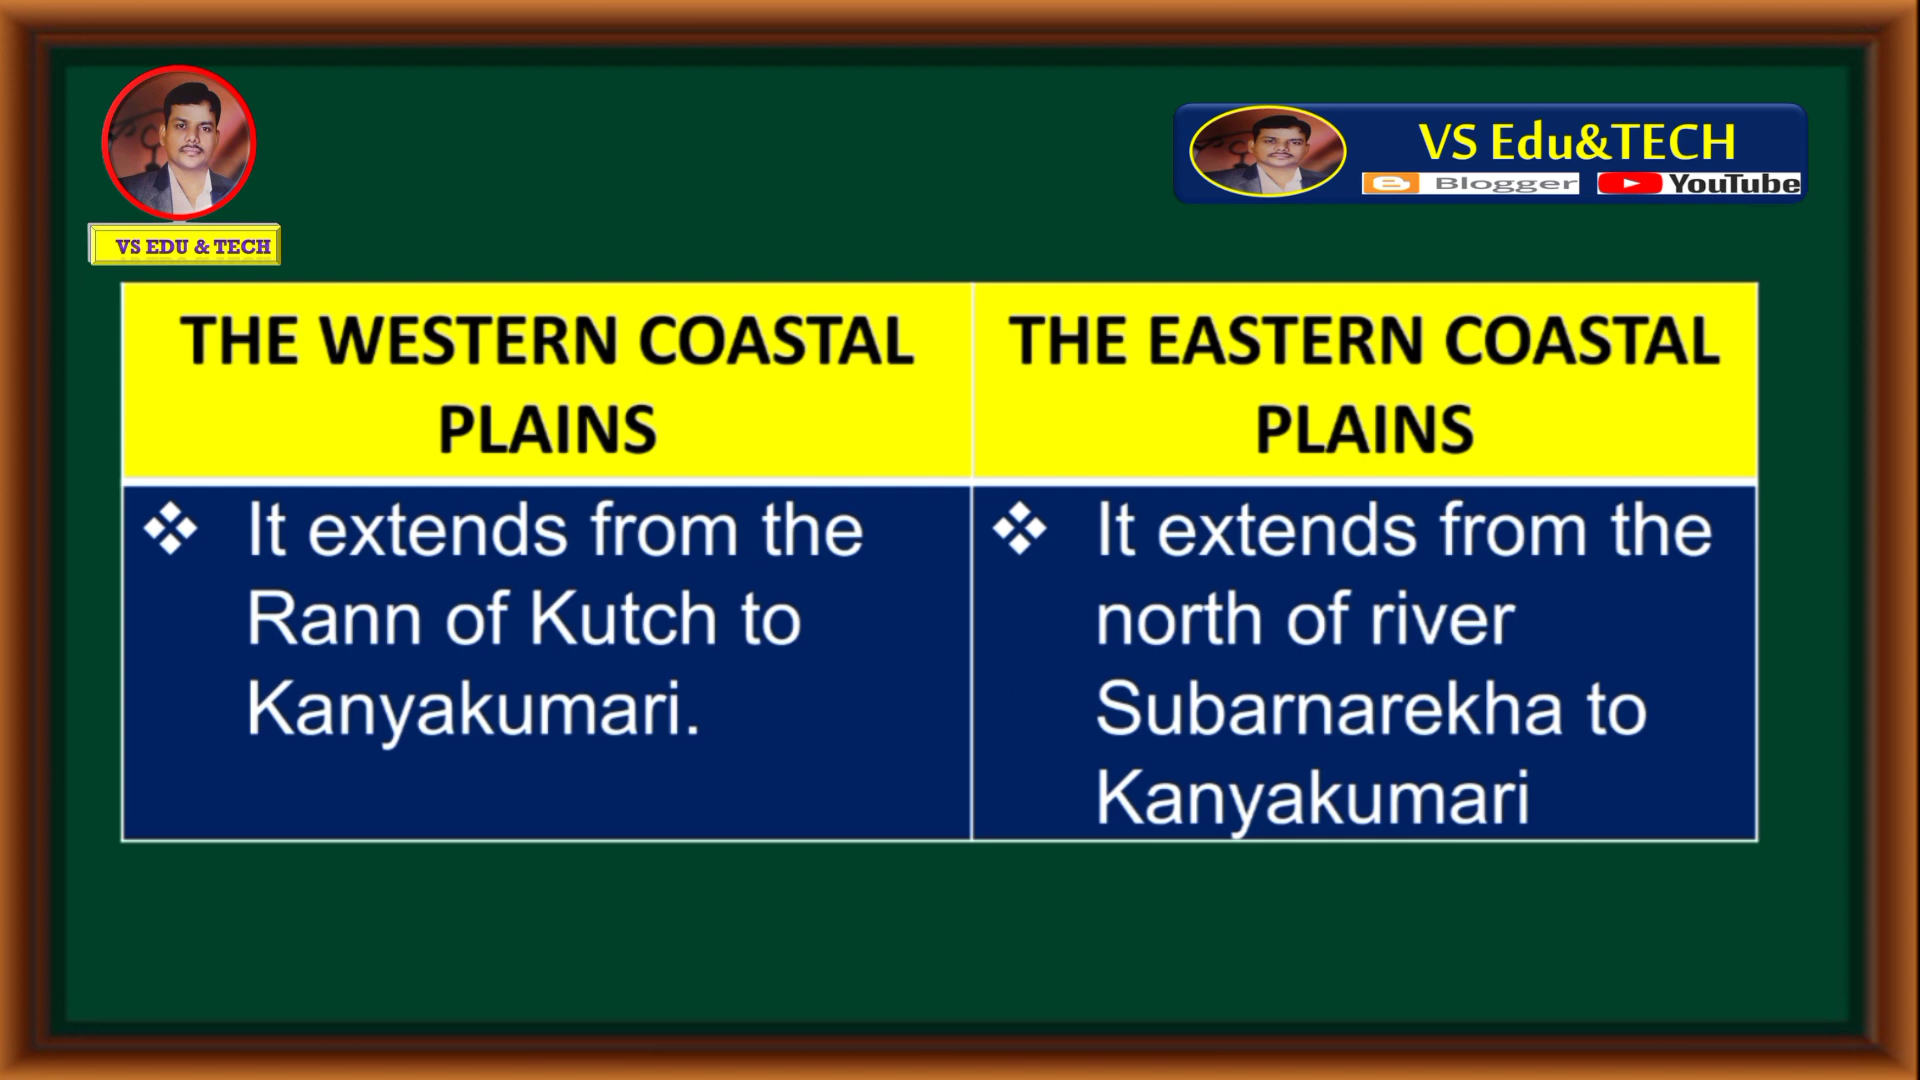 VS EDU & TECH
VS Edu&TECH
Blogger YouTube
THE WESTERN COASTAL
PLAINS
THE EASTERN COASTAL
PLAINS
❖ It extends from the
Rann of Kutch to
Kanyakumari.
❖ It extends from the
north of river
Subarnarekha to
Kanyakumari